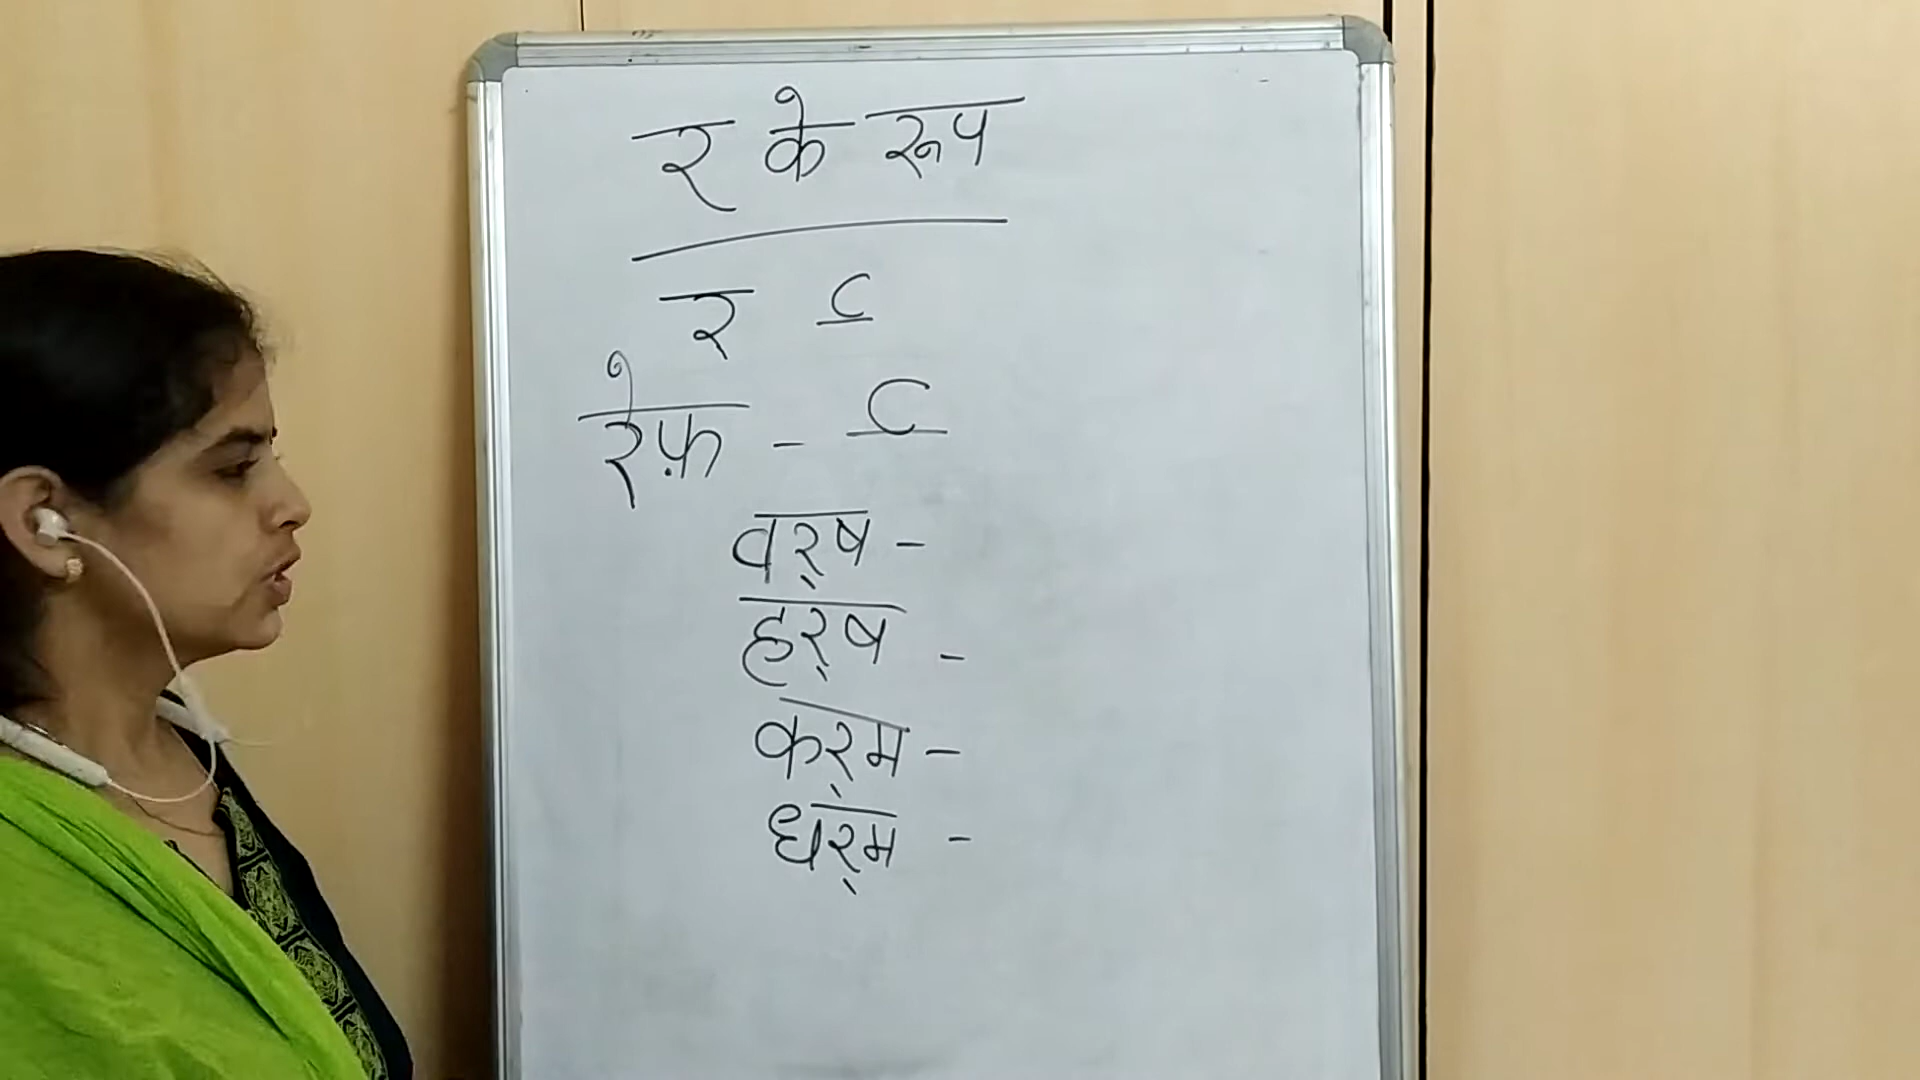 र के रूप
र र्
रेफ़ - र्
वर्‌ष -
हर्‌ष -
कर्‌म -
धर्‌म -